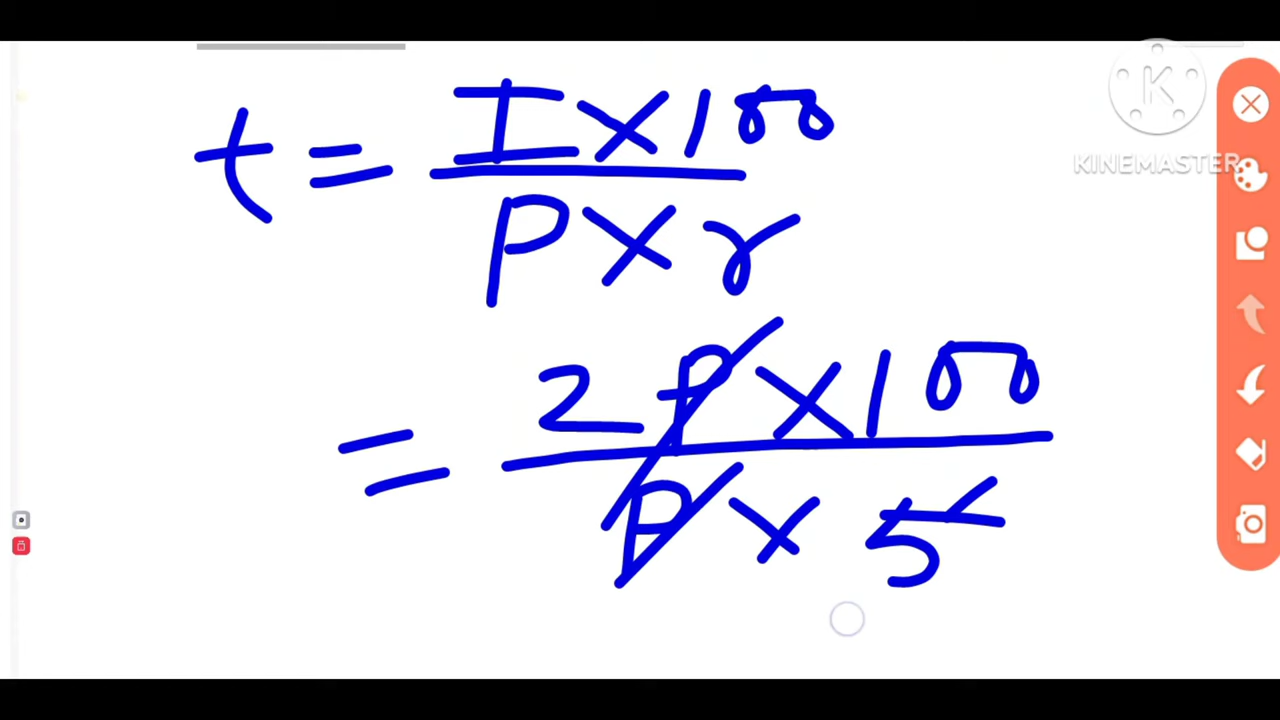 t = I × 100
P × r
KINEMASTER
= 2P × 100
P × 5